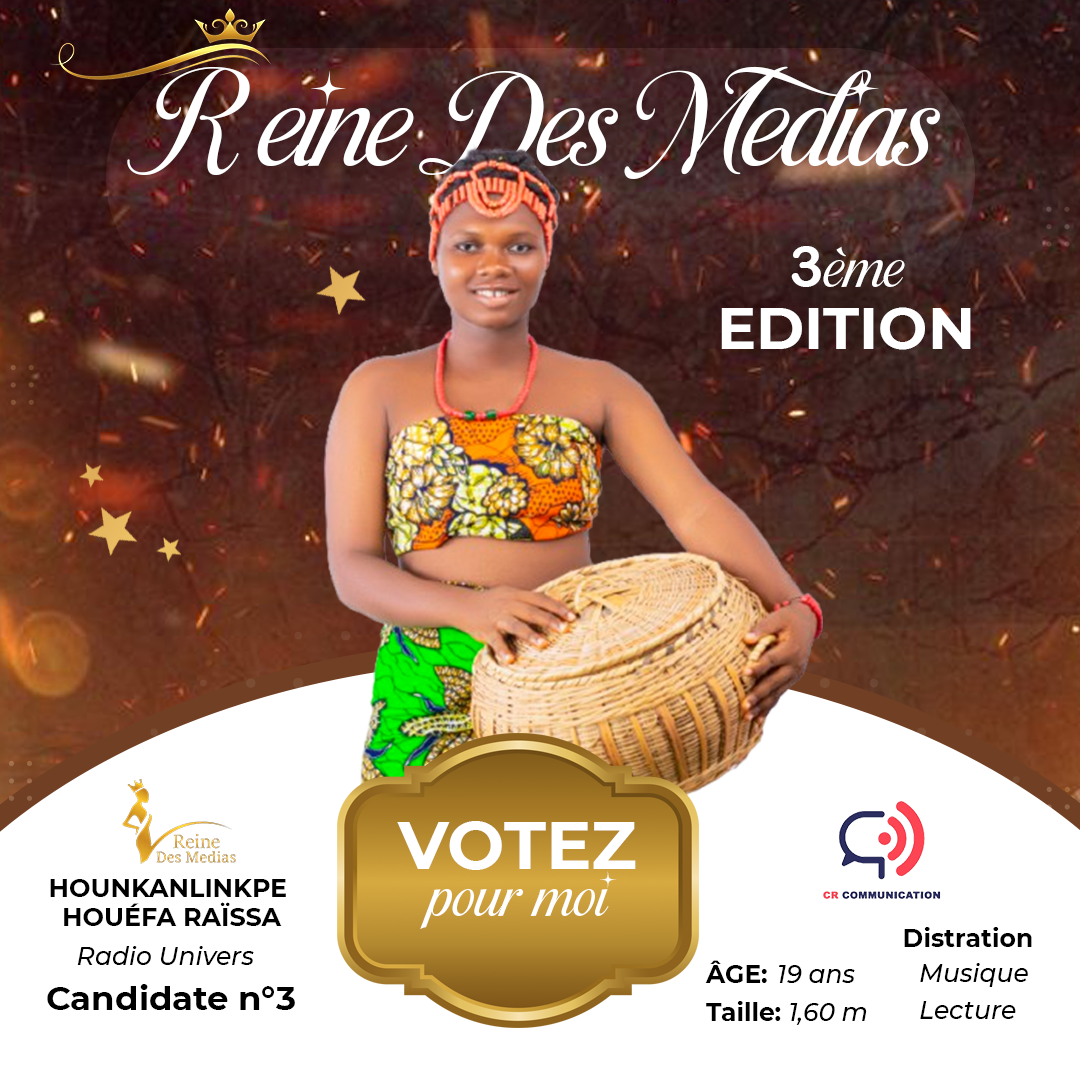 Reine Des Medias
3ème
EDITION
Reine
Des Medias
HOUNKANLINKPE
HOUÉFA RAÏSSA
Radio Univers
Candidate n°3
VOTEZ
pour moi
CR COMMUNICATION
ÂGE: 19 ans
Taille: 1,60 m
Distration
Musique
Lecture